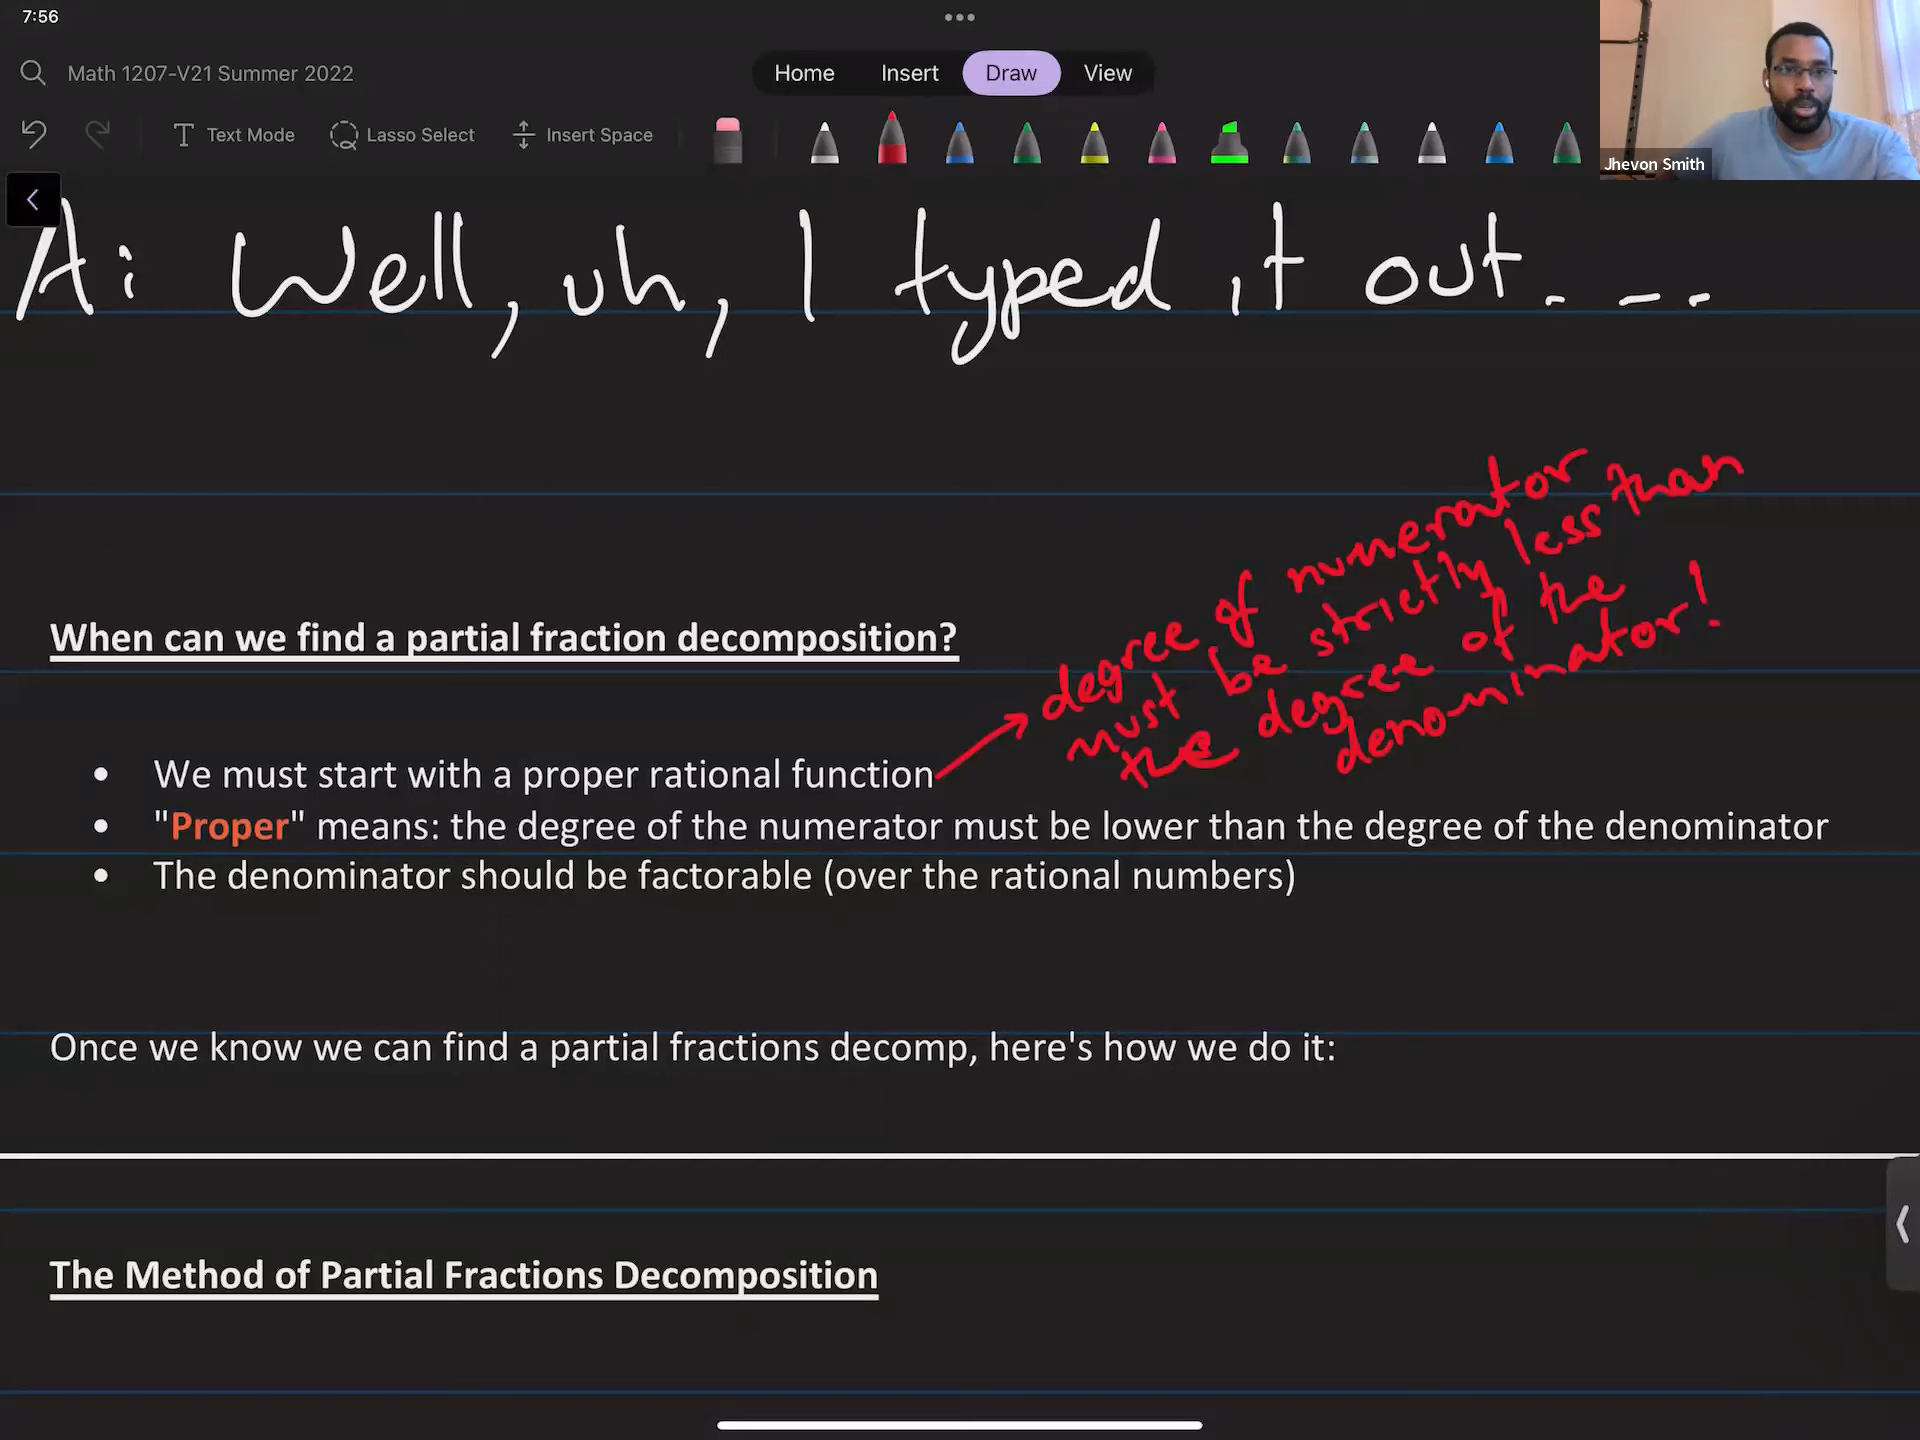 7:56
Math 1207-V21 Summer 2022
Home Insert Draw View
Text Mode Lasso Select Insert Space
Jhevon Smith
A: Well, uh, I typed it out. - - .
degree of numerator
must be strictly less than
the degree of the
denominator!
When can we find a partial fraction decomposition?
• We must start with a proper rational function
• "Proper" means: the degree of the numerator must be lower than the degree of the denominator
• The denominator should be factorable (over the rational numbers)
Once we know we can find a partial fractions decomp, here's how we do it:
The Method of Partial Fractions Decomposition